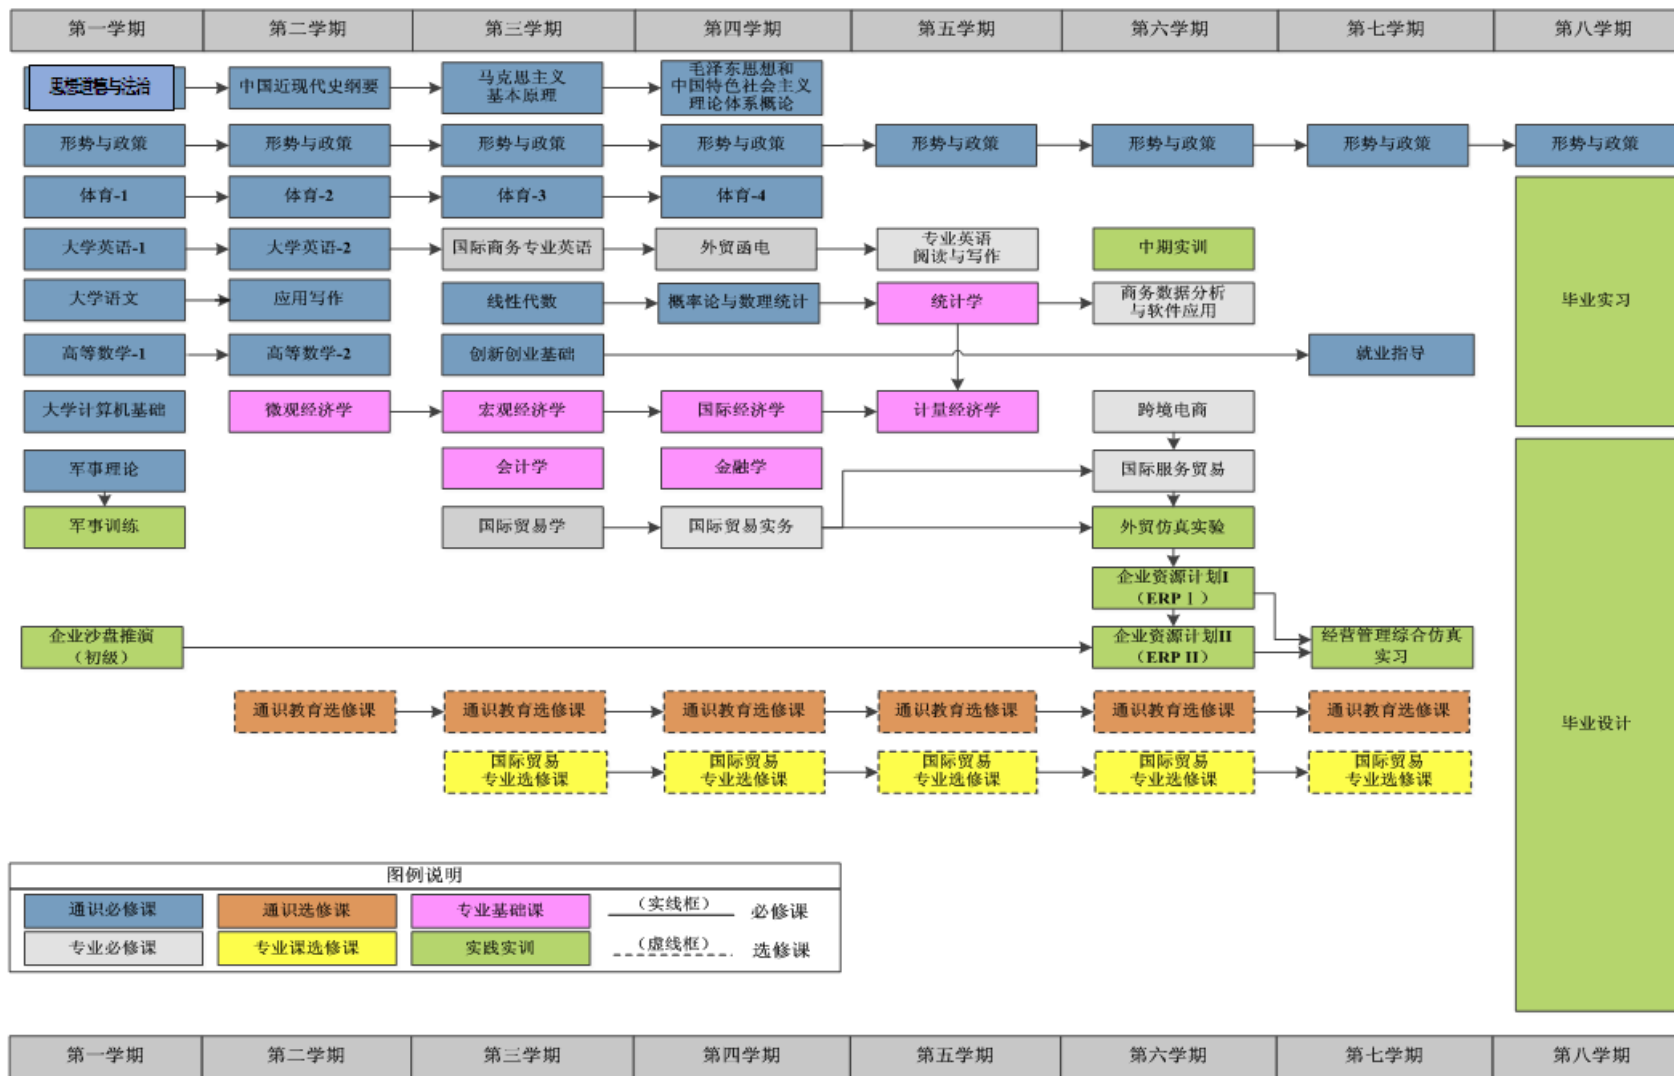 第一学期 第二学期 第三学期 第四学期 第五学期 第六学期 第七学期 第八学期
思想道德与法治 中国近现代史纲要 马克思主义
基本原理 毛泽东思想和
中国特色社会主义
理论体系概论
形势与政策 形势与政策 形势与政策 形势与政策 形势与政策 形势与政策 形势与政策 形势与政策
体育-1 体育-2 体育-3 体育-4
大学英语-1 大学英语-2 国际商务专业英语 外贸函电 专业英语
阅读与写作 中期实训
毕业实习
大学语文 应用写作 线性代数 概率论与数理统计 统计学 商务数据分析
与软件应用
高等数学-1 高等数学-2 创新创业基础 就业指导
大学计算机基础 微观经济学 宏观经济学 国际经济学 计量经济学 跨境电商
军事理论 会计学 金融学 国际服务贸易
军事训练 国际贸易学 国际贸易实务 外贸仿真实验
企业资源计划I
（ERP I）
企业沙盘推演
（初级） 企业资源计划II
（ERP II） 经营管理综合仿真
实习
通识教育选修课 通识教育选修课 通识教育选修课 通识教育选修课 通识教育选修课 通识教育选修课
毕业设计
国际贸易
专业选修课 国际贸易
专业选修课 国际贸易
专业选修课 国际贸易
专业选修课 国际贸易
专业选修课
图例说明
通识必修课 通识选修课 专业基础课 （实线框） 必修课
专业必修课 专业课选修课 实践实训 （虚线框） 选修课
第一学期 第二学期 第三学期 第四学期 第五学期 第六学期 第七学期 第八学期